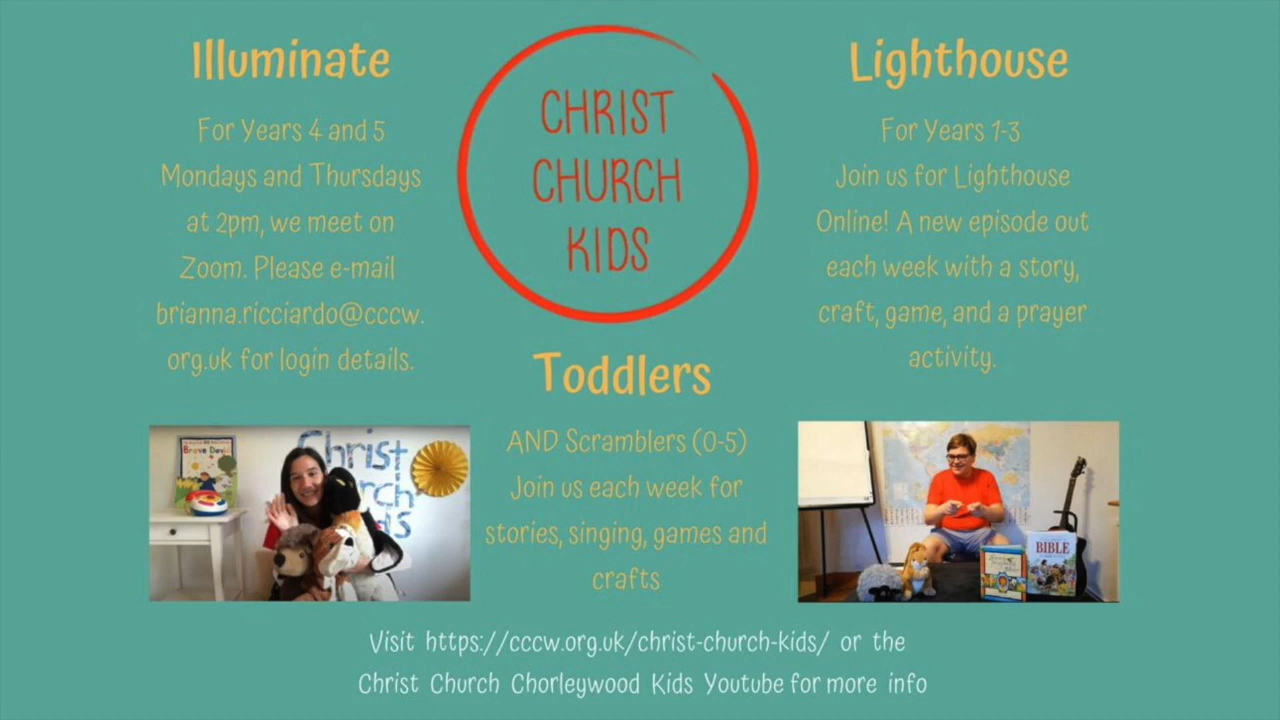 Illuminate
For Years 4 and 5
Mondays and Thursdays
at 2pm, we meet on
Zoom. Please e-mail
brianna.ricciardo@cccw.
org.uk for login details.
CHRIST
CHURCH
KIDS
Lighthouse
For Years 1-3
Join us for Lighthouse
Online! A new episode out
each week with a story,
craft, game, and a prayer
activity.
Toddlers
AND Scramblers (0-5)
Join us each week for
stories, singing, games and
crafts
Brave
Christ
BIBLE
Visit https://cccw.org.uk/christ-church-kids/ or the
Christ Church Chorleywood Kids Youtube for more info